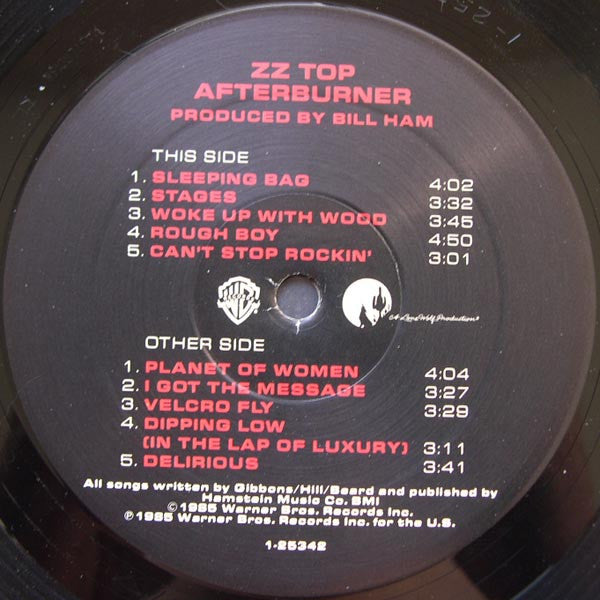 ZZ TOP
AFTERBURNER
PRODUCED BY BILL HAM
THIS SIDE
1. SLEEPING BAG 4:02
2. STAGES 3:32
3. WOKE UP WITH WOOD 3:45
4. ROUGH BOY 4:50
5. CAN'T STOP ROCKIN' 3:01
A Lone Wolf Production
OTHER SIDE
1. PLANET OF WOMEN 4:04
2. I GOT THE MESSAGE 3:27
3. VELCRO FLY 3:29
4. DIPPING LOW
(IN THE LAP OF LUXURY) 3:11
5. DELIRIOUS 3:41
All songs written by Gibbons/Hill/Beard and published by
Hamstein Music Co. BMI
©1985 Warner Bros. Records Inc.
℗1985 Warner Bros. Records Inc. for the U.S.
1-25342